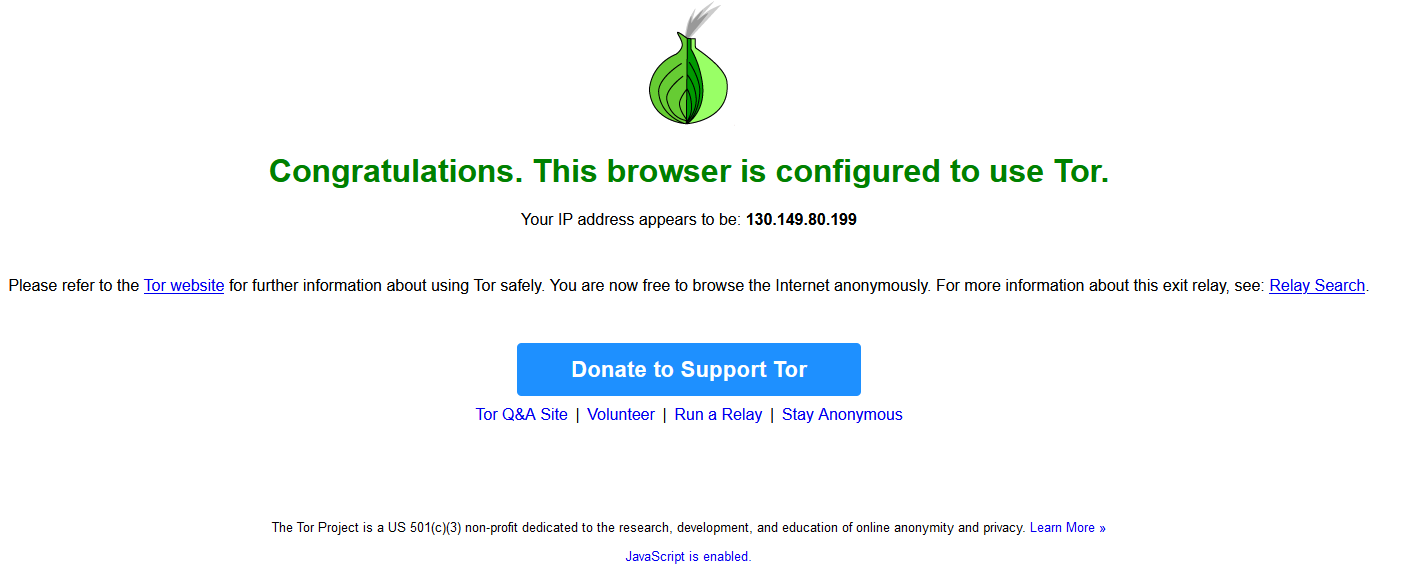 Congratulations. This browser is configured to use Tor.
Your IP address appears to be: 130.149.80.199
Please refer to the Tor website for further information about using Tor safely. You are now free to browse the Internet anonymously. For more information about this exit relay, see: Relay Search.
Donate to Support Tor
Tor Q&A Site | Volunteer | Run a Relay | Stay Anonymous
The Tor Project is a US 501(c)(3) non-profit dedicated to the research, development, and education of online anonymity and privacy. Learn More »
JavaScript is enabled.